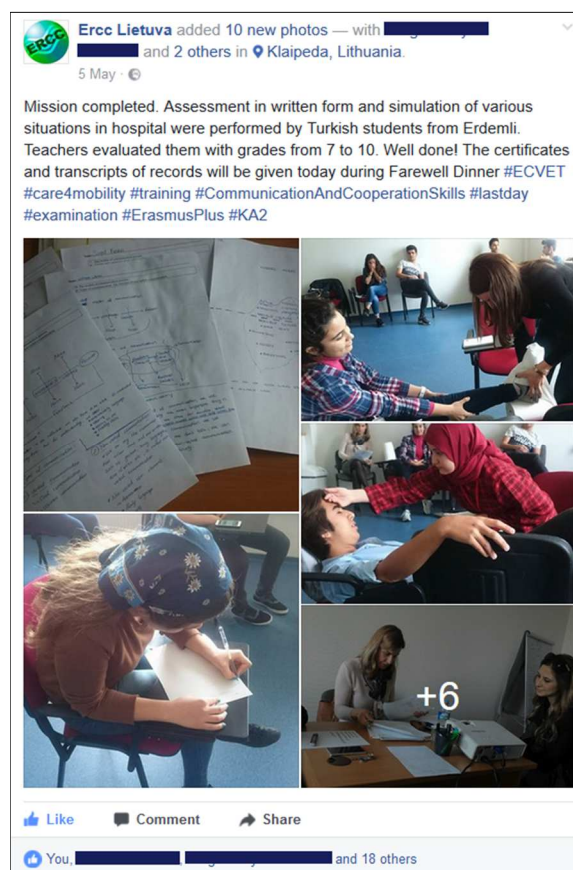 ERCC
Ercc Lietuva added 10 new photos — with
and 2 others in Klaipeda, Lithuania.
5 May ·
Mission completed. Assessment in written form and simulation of various
situations in hospital were performed by Turkish students from Erdemli.
Teachers evaluated them with grades from 7 to 10. Well done! The certificates
and transcripts of records will be given today during Farewell Dinner #ECVET
#care4mobility #training #CommunicationAndCooperationSkills #lastday
#examination #ErasmusPlus #KA2
+6
Like Comment Share
You, , and 18 others